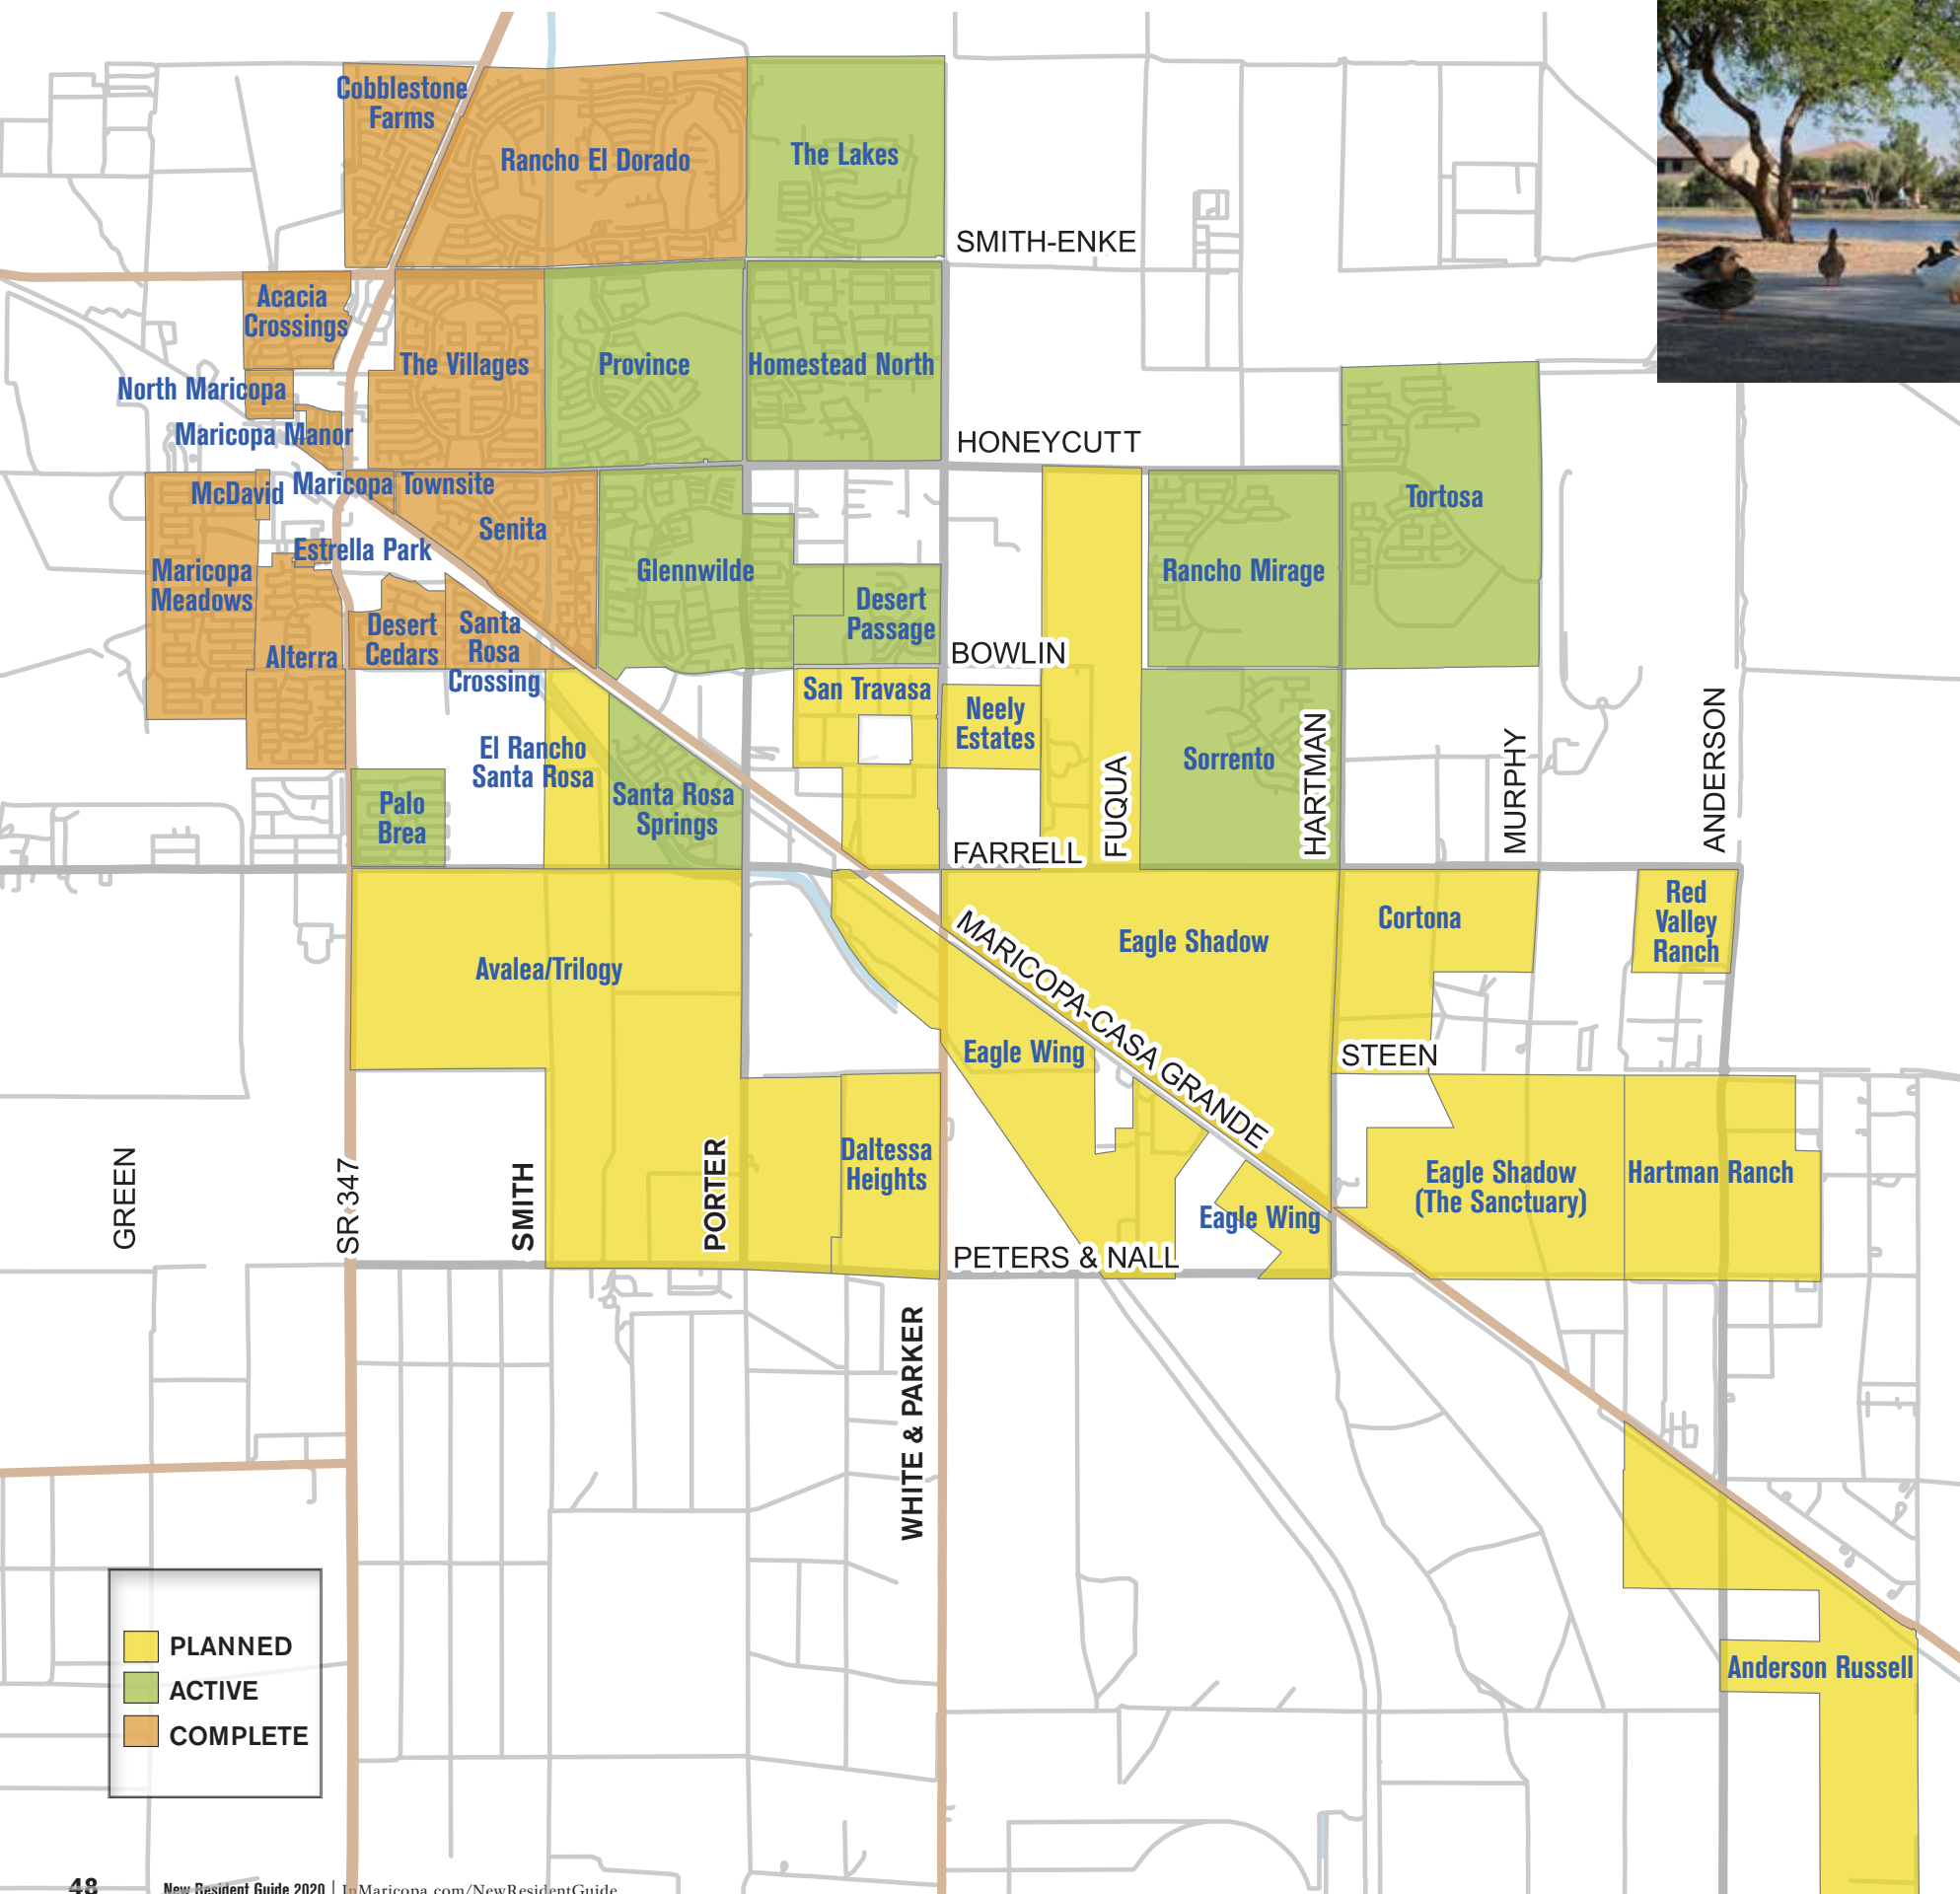 Cobblestone
Farms
Rancho El Dorado
The Lakes
SMITH-ENKE
Acacia
Crossings
The Villages
Province
Homestead North
North Maricopa
Maricopa Manor
HONEYCUTT
McDavid
Maricopa Townsite
Senita
Tortosa
Estrella Park
Maricopa
Meadows
Glennwilde
Rancho Mirage
Desert
Passage
Desert
Cedars
Santa
Rosa
Crossing
Alterra
BOWLIN
San Travasa
Neely
Estates
El Rancho
Santa Rosa
Sorrento
HARTMAN
MURPHY
ANDERSON
FUQUA
Palo
Brea
Santa Rosa
Springs
FARRELL
Avalea/Trilogy
Eagle Shadow
Cortona
Red
Valley
Ranch
MARICOPA-CASA GRANDE
Eagle Wing
STEEN
GREEN
SR 347
SMITH
PORTER
Daltessa
Heights
Eagle Wing
Eagle Shadow
(The Sanctuary)
Hartman Ranch
PETERS & NALL
WHITE & PARKER
PLANNED
ACTIVE
COMPLETE
Anderson Russell
48 New Resident Guide 2020 | InMaricopa.com/NewResidentGuide